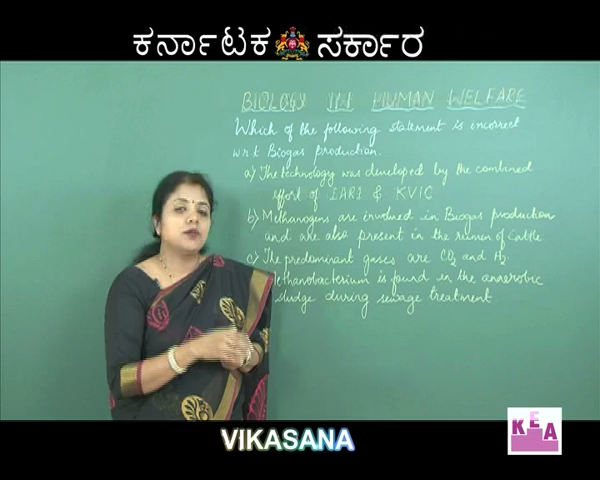 ಕರ್ನಾಟಕ ಸರ್ಕಾರ
BIOLOGY IN HUMAN WELFARE
Which of the following statement is incorrect
w.r.t Biogas production.
a) The technology was developed by the combined
effort of IARI & KVIC
b) Methanogens are involved in Biogas production
and are also present in the rumen of Cattle
c) The predominant gases are CO₂ and H₂.
ethanobacterium is found in the anaerobic
sludge during sewage treatment
VIKASANA
KEA